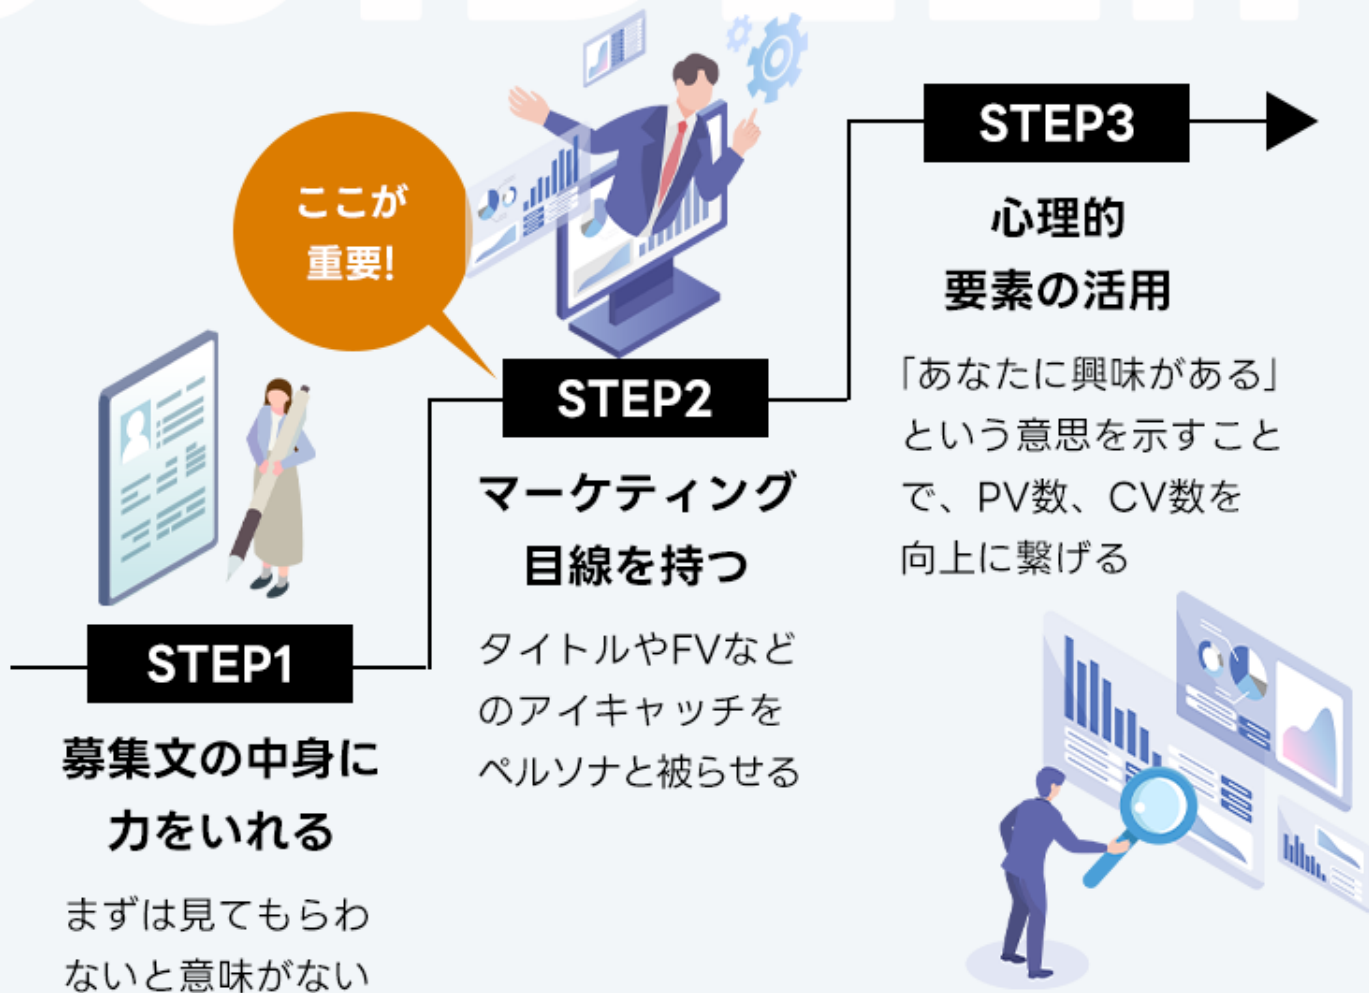 ここが
重要!
STEP1
募集文の中身に
力をいれる
まずは見てもらわ
ないと意味がない
STEP2
マーケティング
目線を持つ
タイトルやFVなど
のアイキャッチを
ペルソナと被らせる
STEP3
心理的
要素の活用
「あなたに興味がある」
という意思を示すこと
で、PV数、CV数を
向上に繋げる